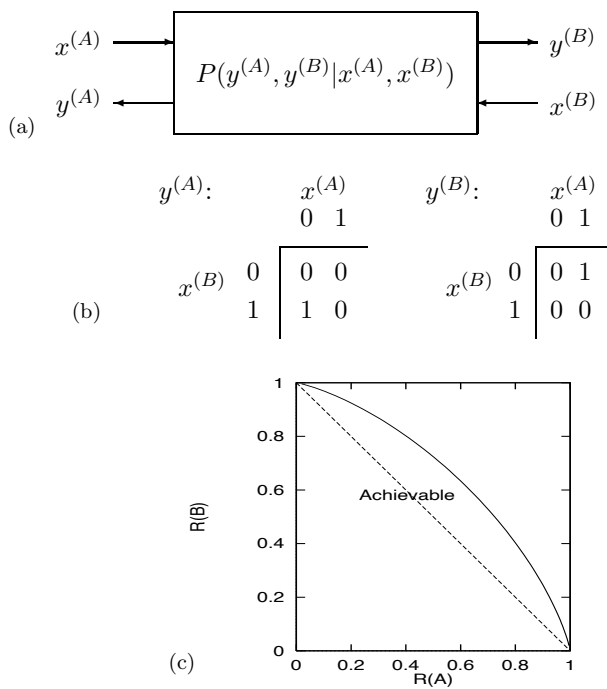 x^{(A)} y^{(B)}
P(y^{(A)}, y^{(B)}|x^{(A)}, x^{(B)})
y^{(A)} x^{(B)}
(a)
y^{(A)}: x^{(A)} y^{(B)}: x^{(A)}
0 1 0 1
x^{(B)} 0 0 0 x^{(B)} 0 0 1
1 1 0 1 0 0
(b)
1
0.8
0.6
Achievable
R(B)
0.4
0.2
0
0 0.2 0.4 0.6 0.8 1
R(A)
(c)